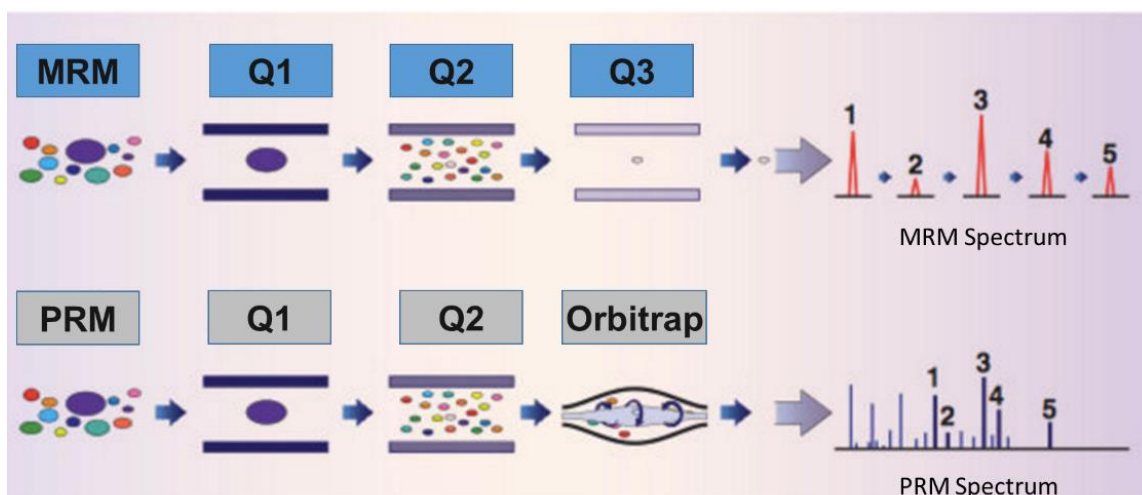 MRM Q1 Q2 Q3
1 2 3 4 5
MRM Spectrum
PRM Q1 Q2 Orbitrap
1 2 3 4 5
PRM Spectrum